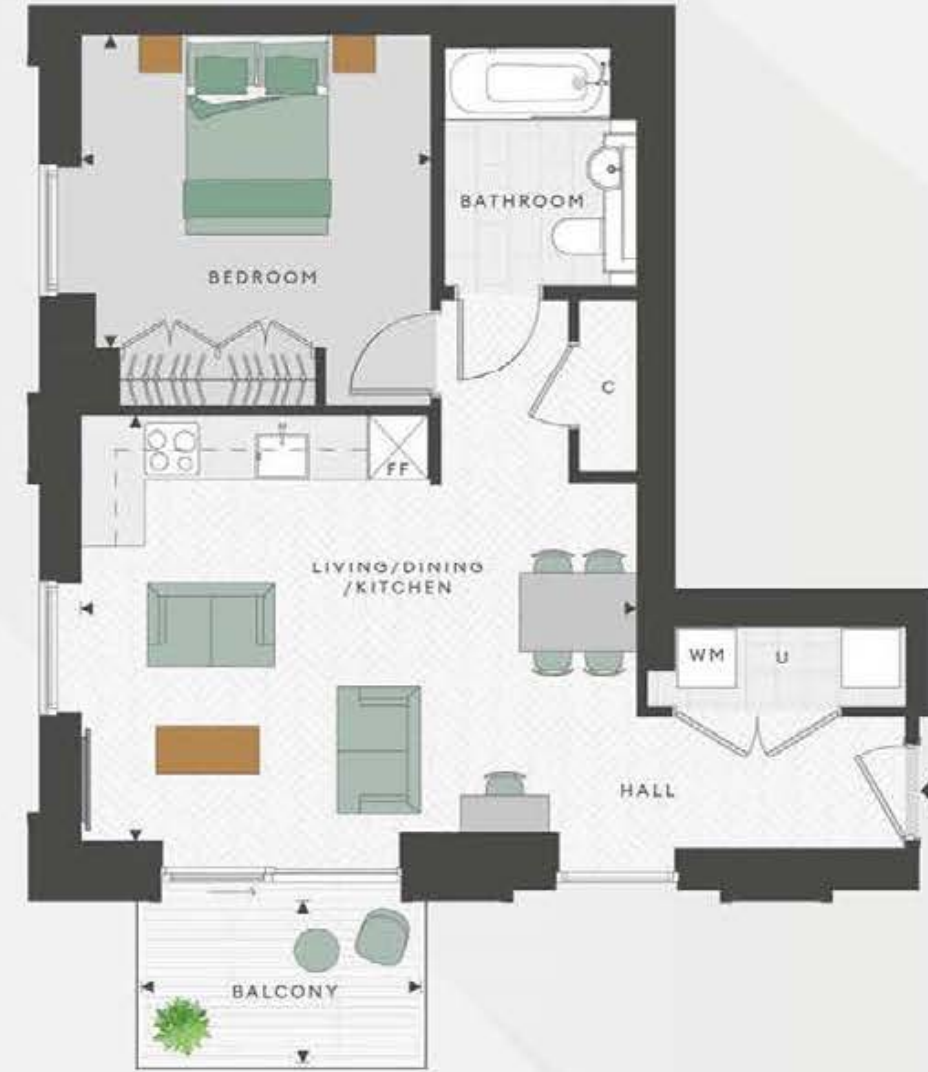 BATHROOM
BEDROOM
C
FF
LIVING/DINING
/KITCHEN
WM
U
HALL
BALCONY